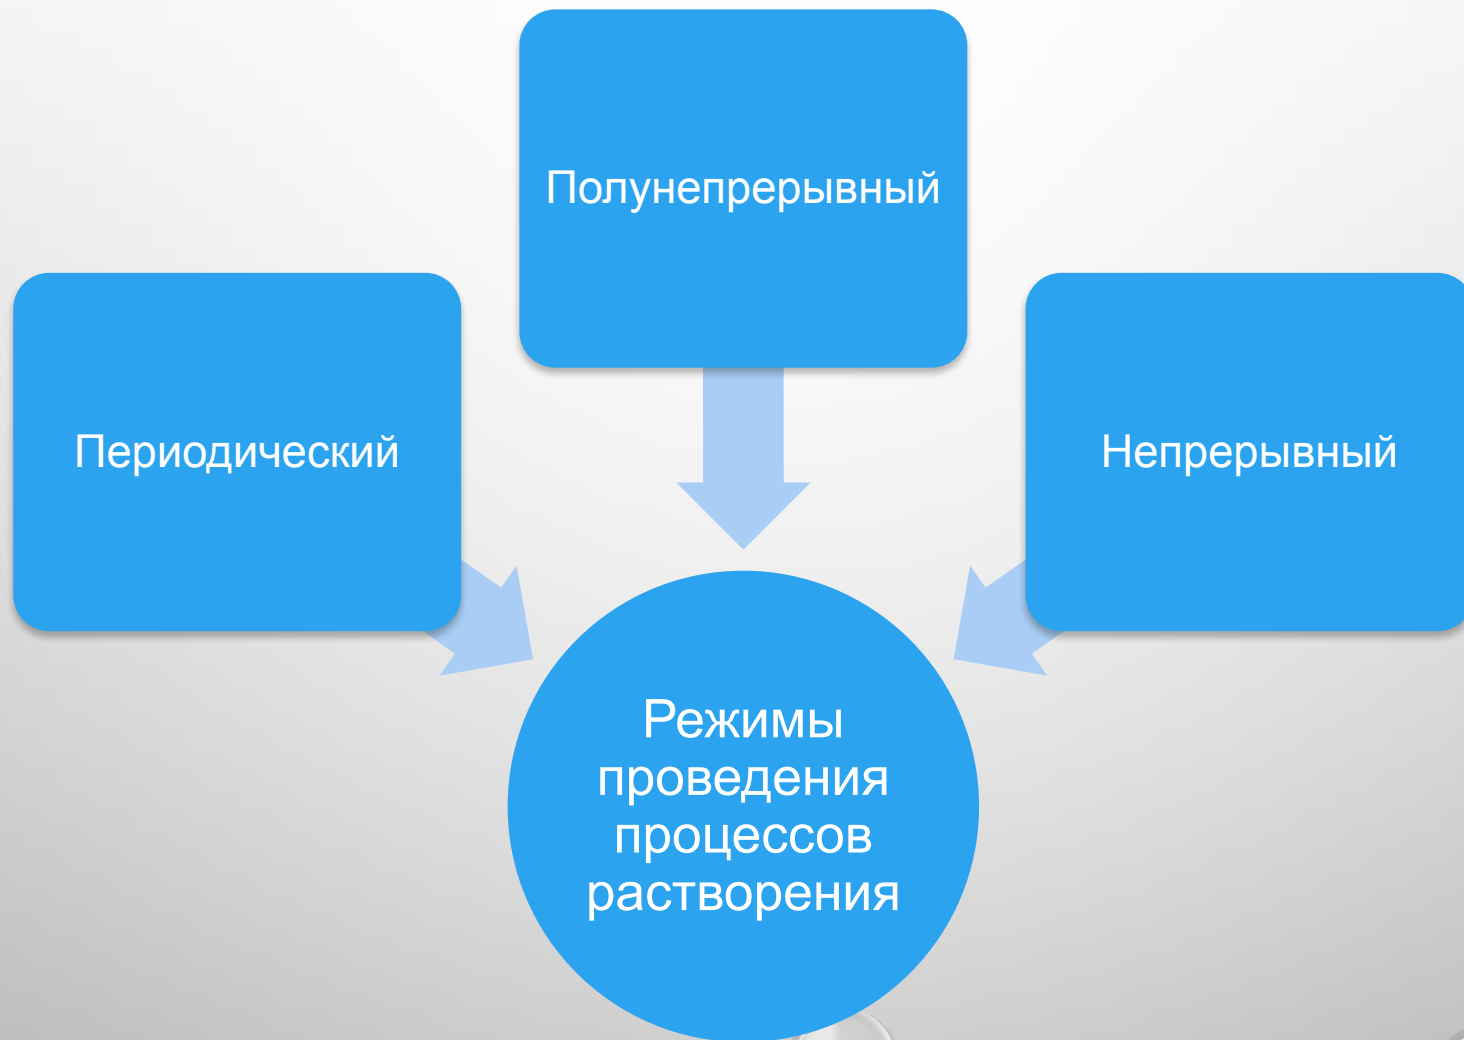 Полунепрерывный
Периодический
Непрерывный
Режимы
проведения
процессов
растворения